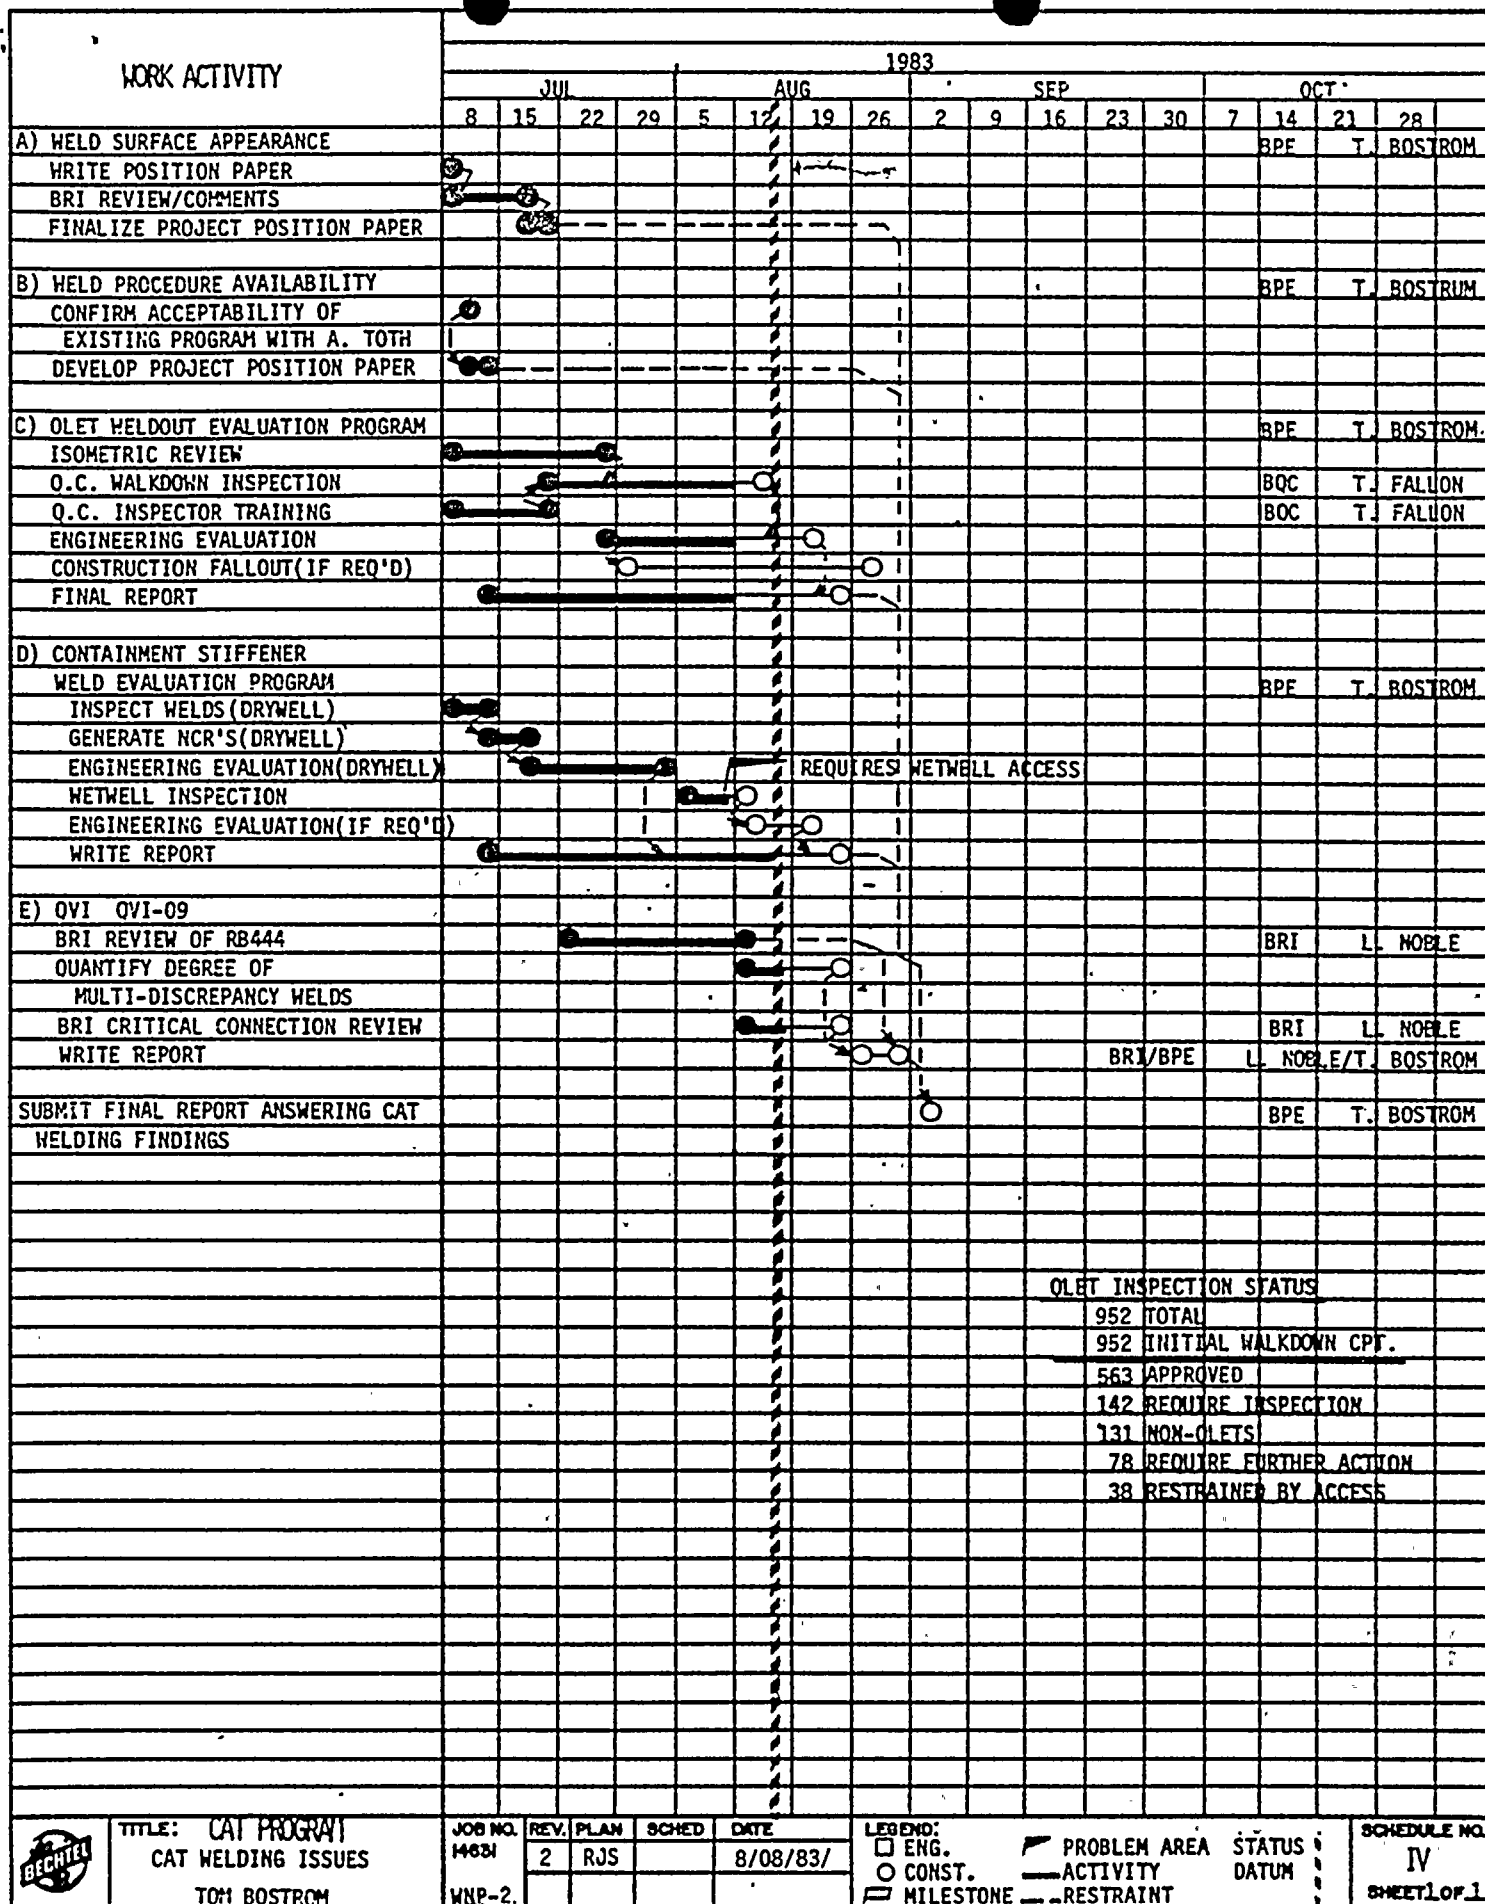 1983
WORK ACTIVITY
JUL AUG SEP OCT
8 15 22 29 5 12 19 26 2 9 16 23 30 7 14 21 28
A) WELD SURFACE APPEARANCE BPE T. BOSTROM
WRITE POSITION PAPER
BRI REVIEW/COMMENTS
FINALIZE PROJECT POSITION PAPER
B) WELD PROCEDURE AVAILABILITY BPE T. BOSTRUM
CONFIRM ACCEPTABILITY OF
EXISTING PROGRAM WITH A. TOTH
DEVELOP PROJECT POSITION PAPER
C) OLET WELDOUT EVALUATION PROGRAM BPE T. BOSTROM
ISOMETRIC REVIEW
Q.C. WALKDOWN INSPECTION BQC T. FALLON
Q.C. INSPECTOR TRAINING BOC T. FALLON
ENGINEERING EVALUATION
CONSTRUCTION FALLOUT(IF REQ'D)
FINAL REPORT
D) CONTAINMENT STIFFENER
WELD EVALUATION PROGRAM BPE T. BOSTROM
INSPECT WELDS(DRYWELL)
GENERATE NCR'S(DRYWELL)
ENGINEERING EVALUATION(DRYWELL) REQUIRES WETWELL ACCESS
WETWELL INSPECTION
ENGINEERING EVALUATION(IF REQ'D)
WRITE REPORT
E) QVI QVI-09
BRI REVIEW OF RB444 BRI L. NOBLE
QUANTIFY DEGREE OF
MULTI-DISCREPANCY WELDS
BRI CRITICAL CONNECTION REVIEW BRI L. NOBLE
WRITE REPORT BRI/BPE L. NOBLE/T. BOSTROM
SUBMIT FINAL REPORT ANSWERING CAT BPE T. BOSTROM
WELDING FINDINGS
OLET INSPECTION STATUS
952 TOTAL
952 INITIAL WALKDOWN CPT.
563 APPROVED
142 REQUIRE INSPECTION
131 NON-OLETS
78 REQUIRE FURTHER ACTION
38 RESTRAINED BY ACCESS
BECHTEL
TITLE: CAT PROGRAM
CAT WELDING ISSUES
TOM BOSTROM
JOB NO. REV. PLAN SCHED DATE
14631 2 RJS 8/08/83/
WNP-2.
LEGEND:
ENG. PROBLEM AREA STATUS
CONST. ACTIVITY DATUM
MILESTONE RESTRAINT
SCHEDULE NO.
IV
SHEET 1 OF 1